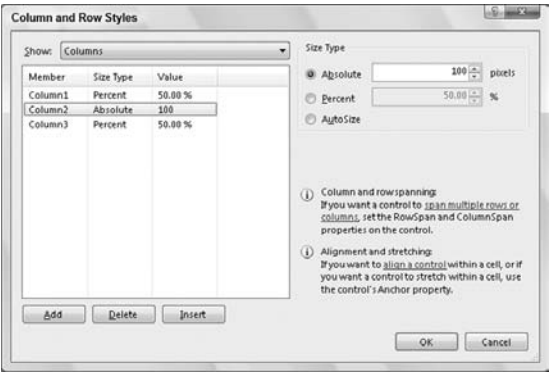 Column and Row Styles
Show: Columns
Member Size Type Value
Column1 Percent 50.00 %
Column2 Absolute 100
Column3 Percent 50.00 %
Add Delete Insert
Size Type
Absolute 100 pixels
Percent 50.00 %
AutoSize
Column and row spanning:
If you want a control to span multiple rows or
columns, set the RowSpan and ColumnSpan
properties on the control.
Alignment and stretching:
If you want to align a control within a cell, or if
you want a control to stretch within a cell, use
the control's Anchor property.
OK Cancel